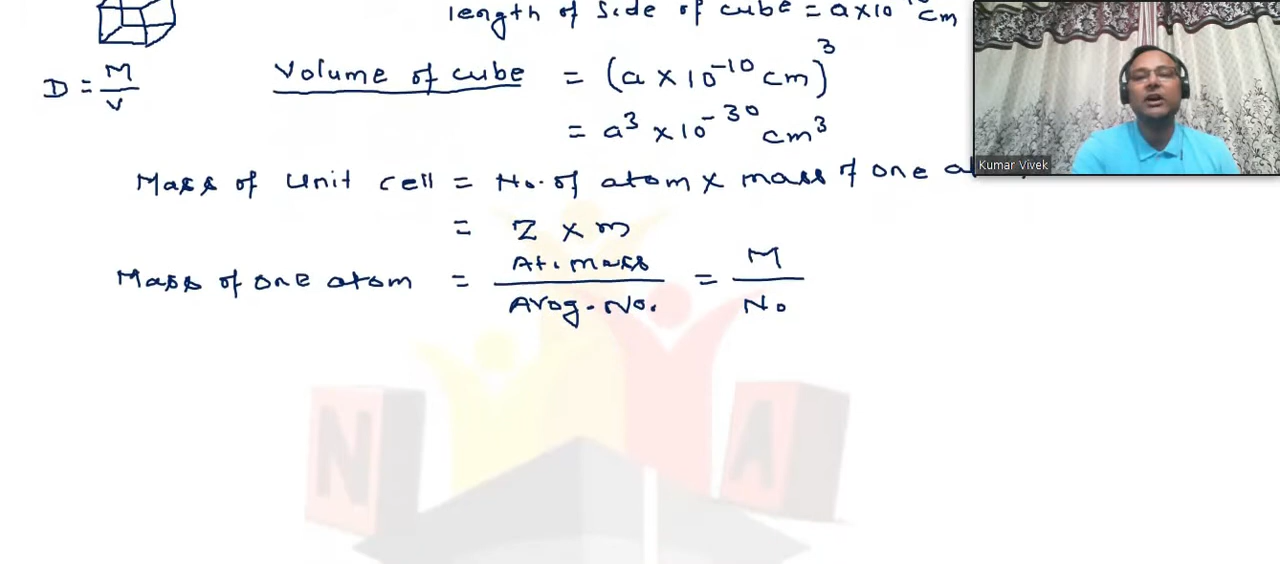 length of side of cube = a×10 cm
D = M/V
Volume of cube = (a×10⁻¹⁰ cm)³
= a³ × 10⁻³⁰ cm³
Mass of Unit cell = No. of atom × mass of one
= Z × m
Mass of one atom = At. mass / Avog. No. = M / N₀
Kumar Vivek
N A